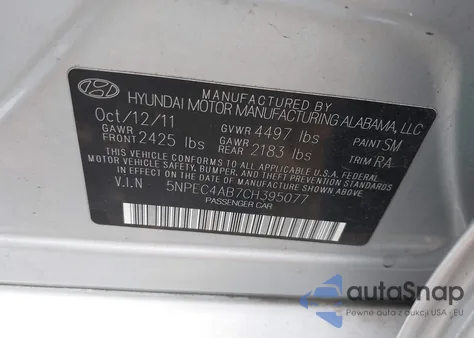 MANUFACTURED BY
HYUNDAI MOTOR MANUFACTURING ALABAMA, LLC
Oct/12/11 GVWR 4497 lbs PAINT SM
GAWR FRONT 2425 lbs GAWR REAR 2183 lbs TRIM RA
THIS VEHICLE CONFORMS TO ALL APPLICABLE U.S.A. FEDERAL
MOTOR VEHICLE SAFETY, BUMPER, AND THEFT PREVENTION STANDARDS
IN EFFECT ON THE DATE OF MANUFACTURE SHOWN ABOVE.
V.I.N 5NPEC4AB7CH395077
PASSENGER CAR
autoSnap
Pewne auta z aukcji USA i EU